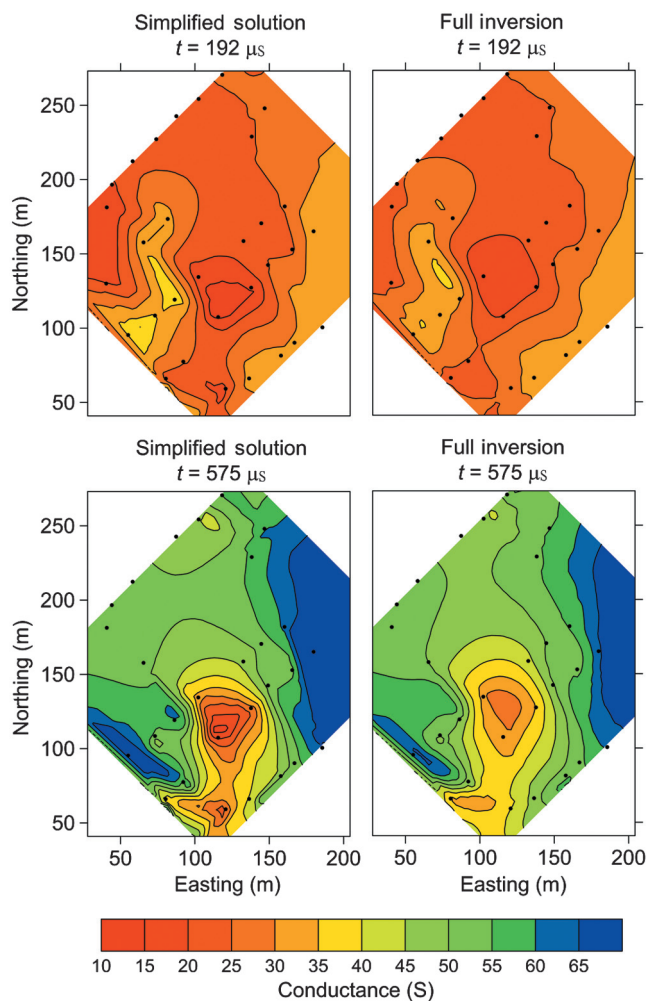 Simplified solution
t = 192 µs
Full inversion
t = 192 µs
Northing (m)
250
200
150
100
50
Simplified solution
t = 575 µs
Full inversion
t = 575 µs
Northing (m)
250
200
150
100
50
50 100 150 200
50 100 150 200
Easting (m)
Easting (m)
10 15 20 25 30 35 40 45 50 55 60 65
Conductance (S)